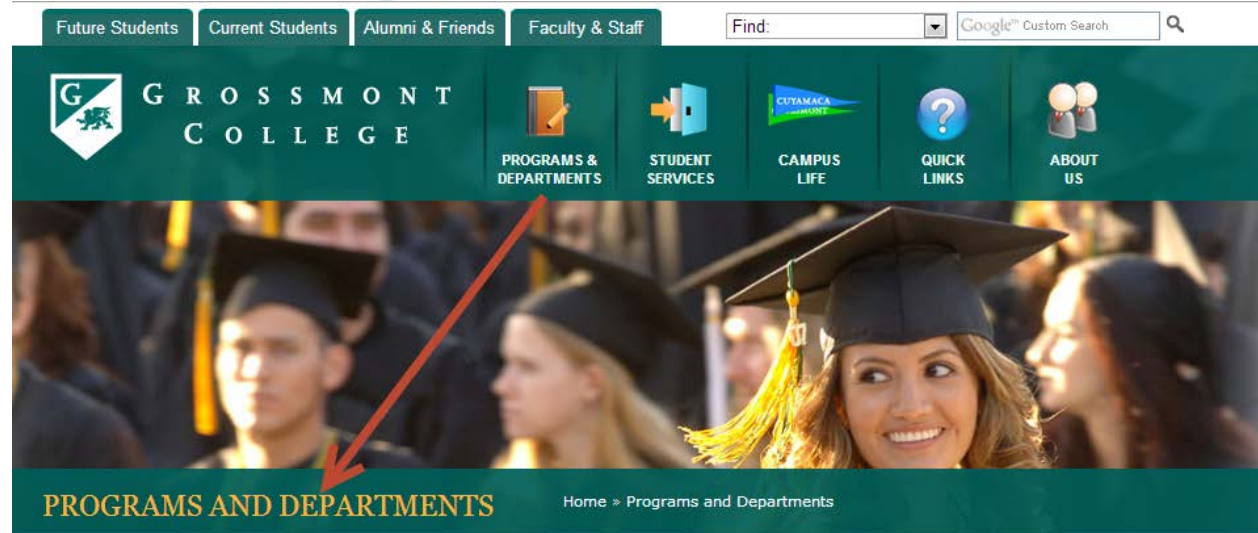 Future Students
Current Students
Alumni & Friends
Faculty & Staff
Find:
Google™ Custom Search
G
GROSSMONT
COLLEGE
PROGRAMS &
DEPARTMENTS
STUDENT
SERVICES
CUYAMACA
CAMPUS
LIFE
?
QUICK
LINKS
ABOUT
US
PROGRAMS AND DEPARTMENTS
Home » Programs and Departments